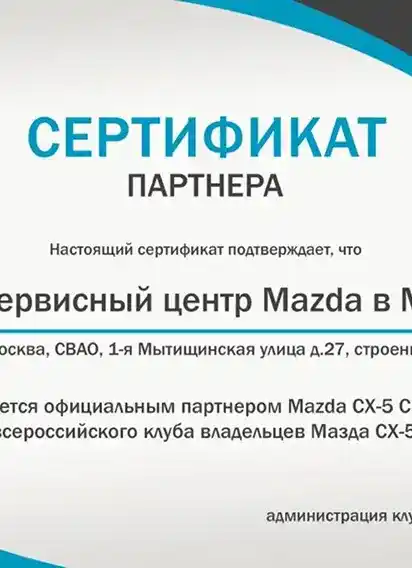 СЕРТИФИКАТ
ПАРТНЕРА
Настоящий сертификат подтверждает, что
ервисный центр Mazda в М
осква, СВАО, 1-я Мытищинская улица д.27, строен
ется официальным партнером Mazda CX-5 C
всероссийского клуба владельцев Мазда CX-5
администрация клу